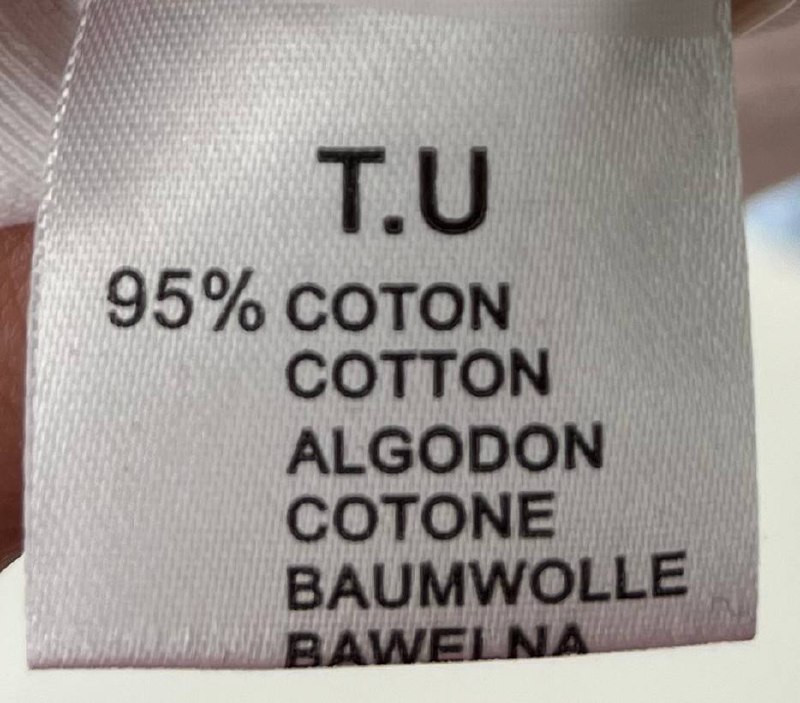 T.U
95% COTON
COTTON
ALGODON
COTONE
BAUMWOLLE
BAWELNA